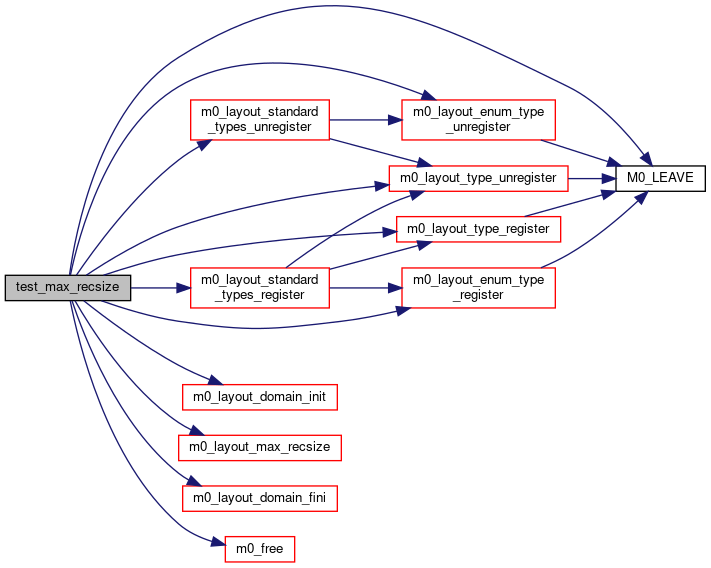 m0_layout_standard
_types_unregister
m0_layout_enum_type
_unregister
m0_layout_type_unregister
M0_LEAVE
m0_layout_type_register
test_max_recsize
m0_layout_standard
_types_register
m0_layout_enum_type
_register
m0_layout_domain_init
m0_layout_max_recsize
m0_layout_domain_fini
m0_free